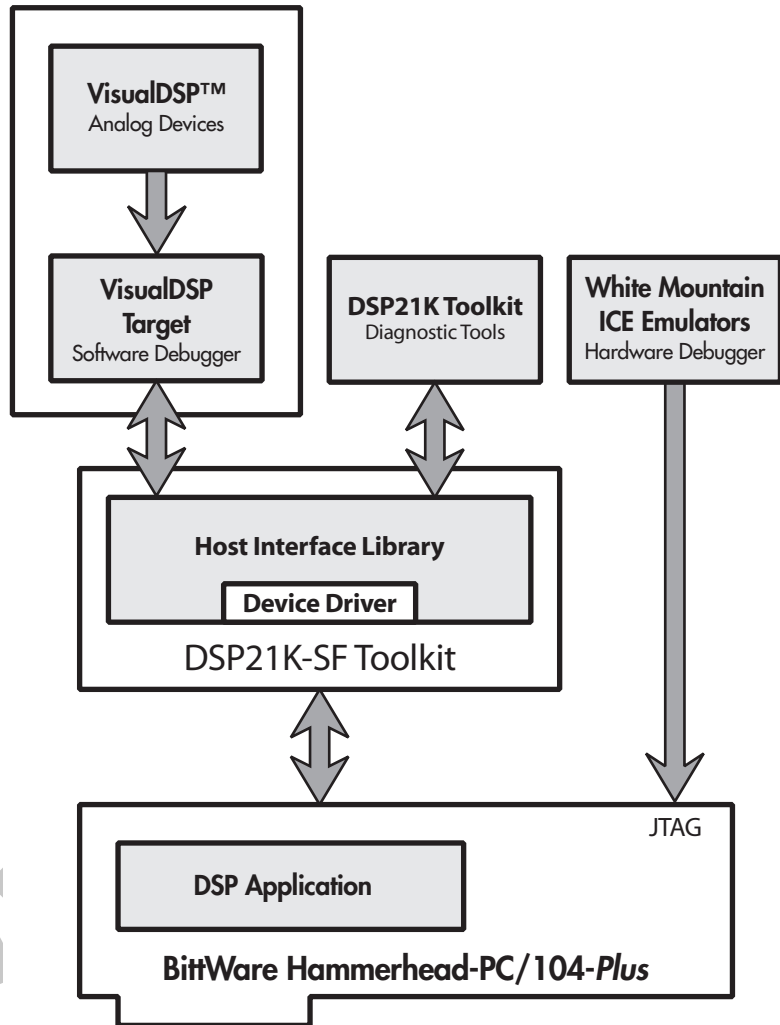 VisualDSP™
Analog Devices
VisualDSP
Target
Software Debugger
DSP21K Toolkit
Diagnostic Tools
White Mountain
ICE Emulators
Hardware Debugger
Host Interface Library
Device Driver
DSP21K-SF Toolkit
JTAG
DSP Application
BittWare Hammerhead-PC/104-Plus